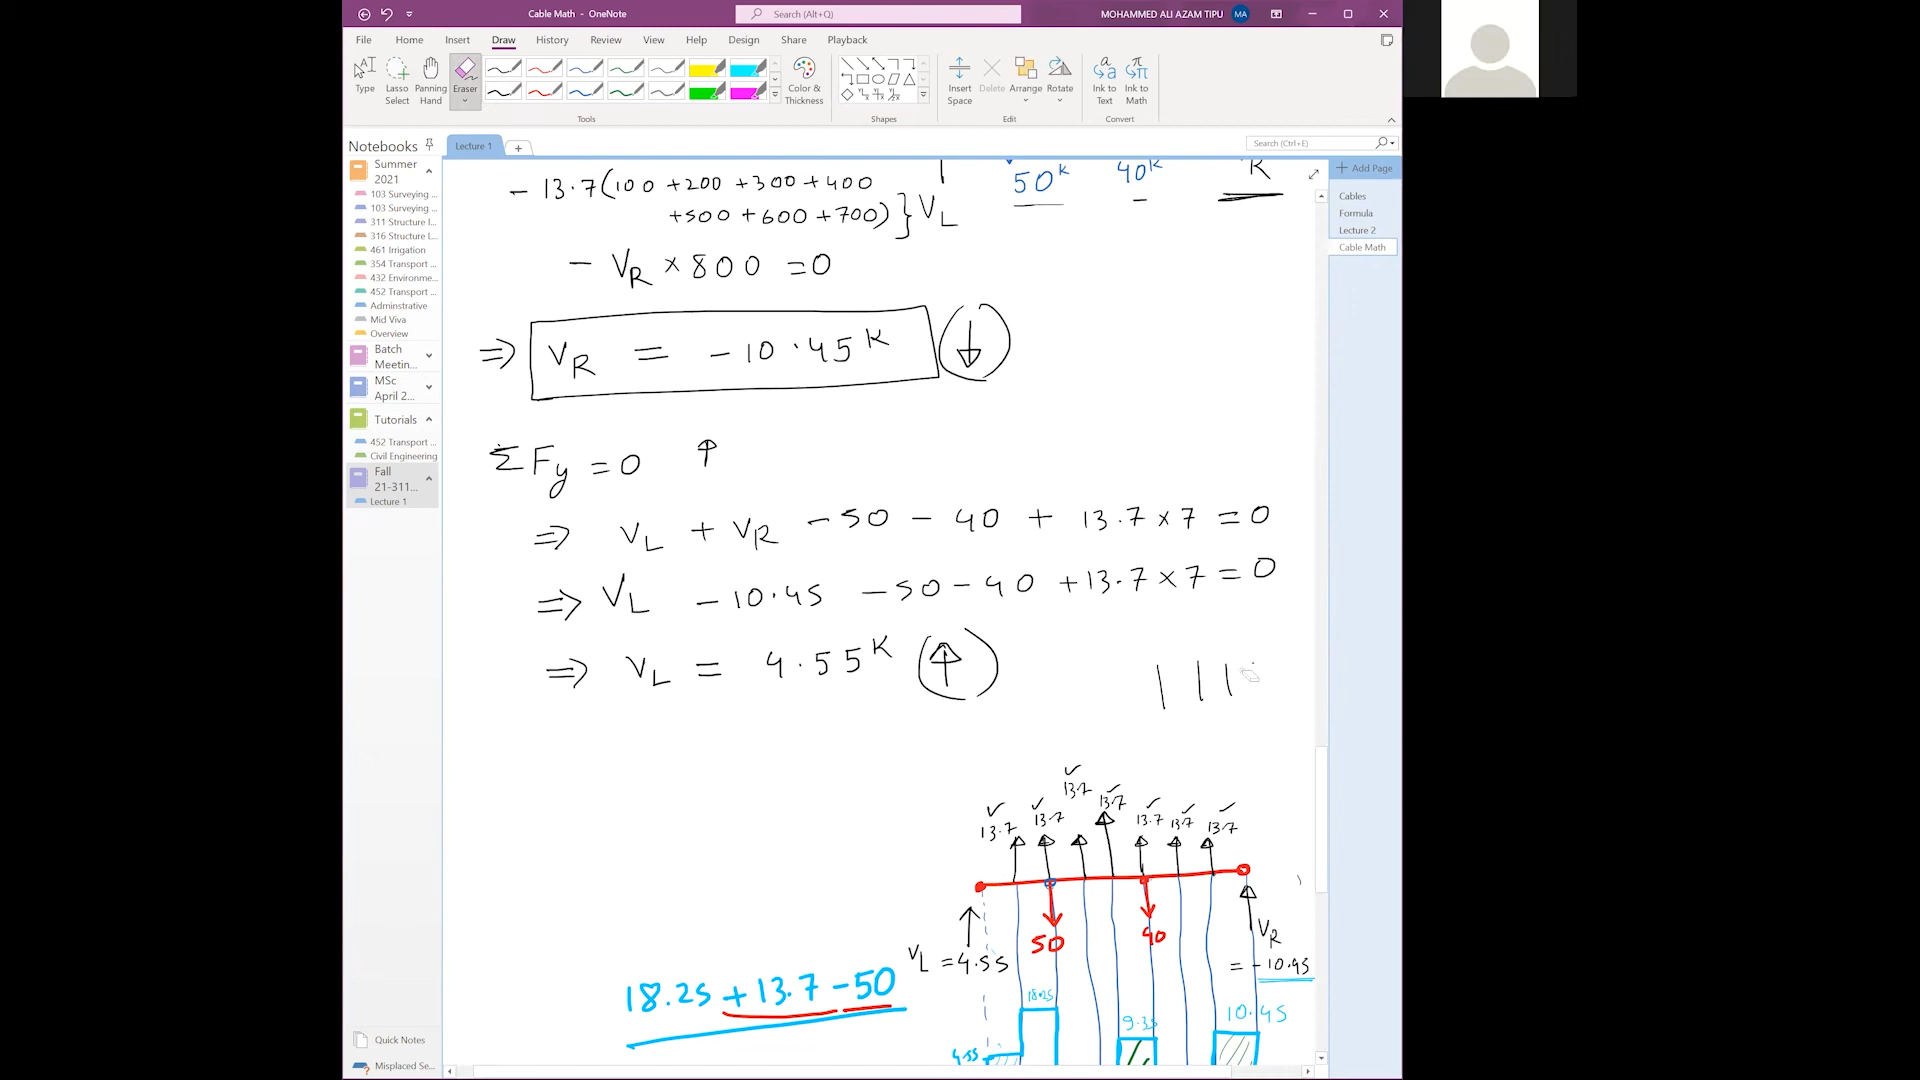 Cable Math - OneNote
Search (Alt+Q)
MOHAMMED ALI AZAM TIPU
MA
File Home Insert Draw History Review View Help Design Share Playback
Type
Lasso Select
Panning Hand
Eraser
Color & Thickness
Insert Space
Delete
Arrange
Rotate
Ink to Text
Ink to Math
Tools
Shapes
Edit
Convert
Notebooks
Summer 2021
103 Surveying ...
103 Surveying ...
311 Structure I...
316 Structure L...
461 Irrigation
354 Transport ...
432 Environme...
452 Transport ...
Adminstrative
Mid Viva
Overview
Batch Meetin...
MSc April 2...
Tutorials
452 Transport ...
Civil Engineering
Fall 21-311...
Lecture 1
Quick Notes
Misplaced Se...
Lecture 1
+
Search (Ctrl+E)
Add Page
Cables
Formula
Lecture 2
Cable Math
- 13.7(100 +200 +300 +400
+500 +600 +700) } VL
50K 40K R
- VR × 800 = 0
⇒ VR = -10.45K ↓
ΣFy = 0 ↑
⇒ VL + VR - 50 - 40 + 13.7 × 7 = 0
⇒ VL - 10.45 - 50 - 40 + 13.7 × 7 = 0
⇒ VL = 4.55K ↑
13.7 13.7 13.7 13.7 13.7 13.7 13.7
50 40
VL = 4.55
VR
= -10.45
18.25 + 13.7 - 50
18.25
9.35
10.45
4.55